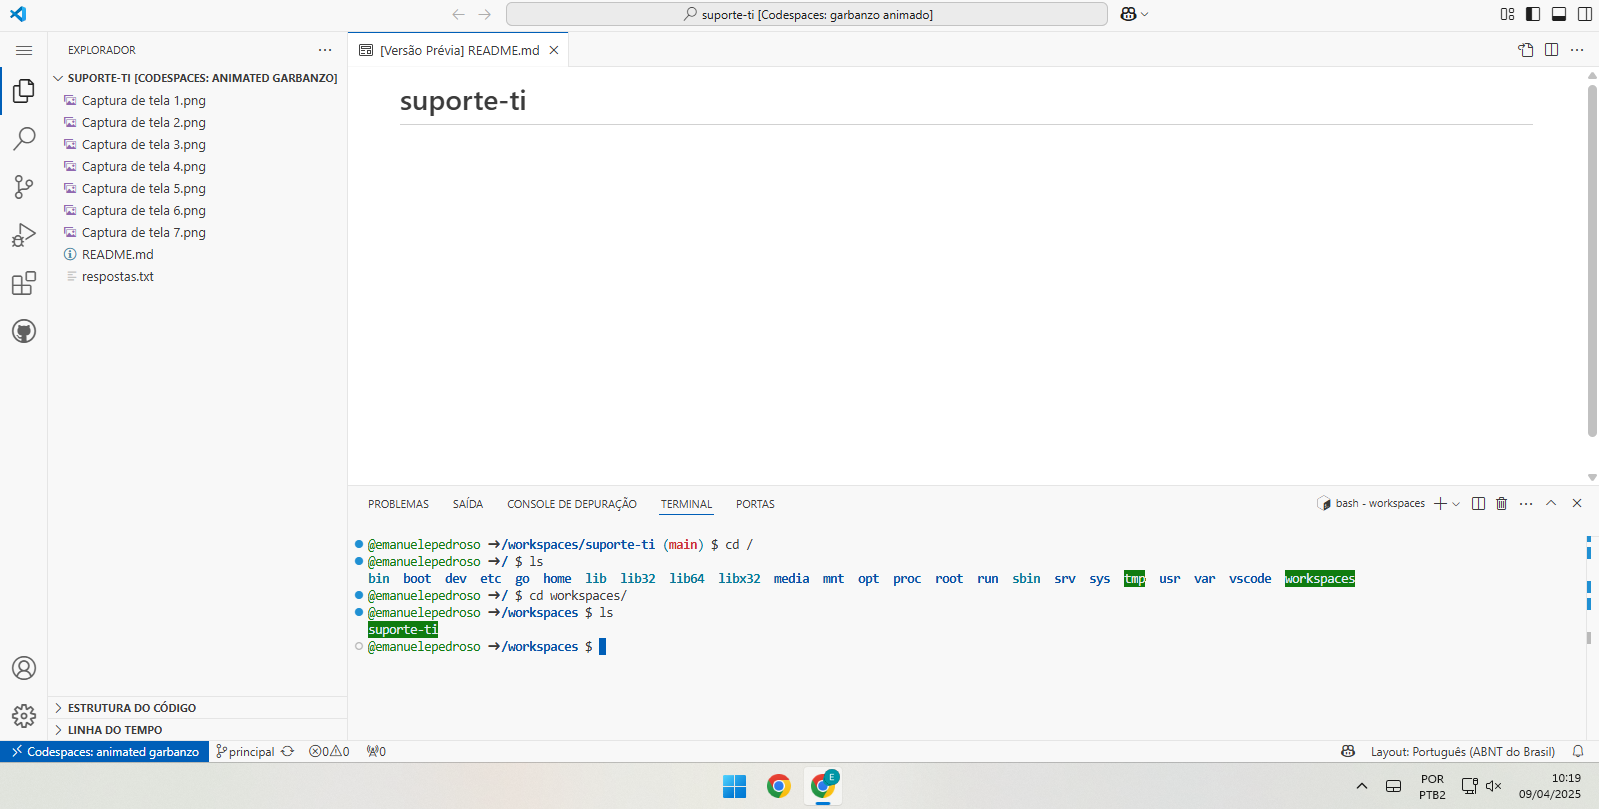 suporte-ti [Codespaces: garbanzo animado]
EXPLORADOR
[Versão Prévia] README.md
SUPORTE-TI [CODESPACES: ANIMATED GARBANZO]
Captura de tela 1.png
Captura de tela 2.png
Captura de tela 3.png
Captura de tela 4.png
Captura de tela 5.png
Captura de tela 6.png
Captura de tela 7.png
README.md
respostas.txt
suporte-ti
PROBLEMAS SAÍDA CONSOLE DE DEPURAÇÃO TERMINAL PORTAS
bash - workspaces
@emanuelepedroso ➜/workspaces/suporte-ti (main) $ cd /
@emanuelepedroso ➜/ $ ls
bin boot dev etc go home lib lib32 lib64 libx32 media mnt opt proc root run sbin srv sys tmp usr var vscode workspaces
@emanuelepedroso ➜/ $ cd workspaces/
@emanuelepedroso ➜/workspaces $ ls
suporte-ti
@emanuelepedroso ➜/workspaces $
ESTRUTURA DO CÓDIGO
LINHA DO TEMPO
Codespaces: animated garbanzo principal 0 0 0
Layout: Português (ABNT do Brasil)
E
POR
PTB2
10:19
09/04/2025